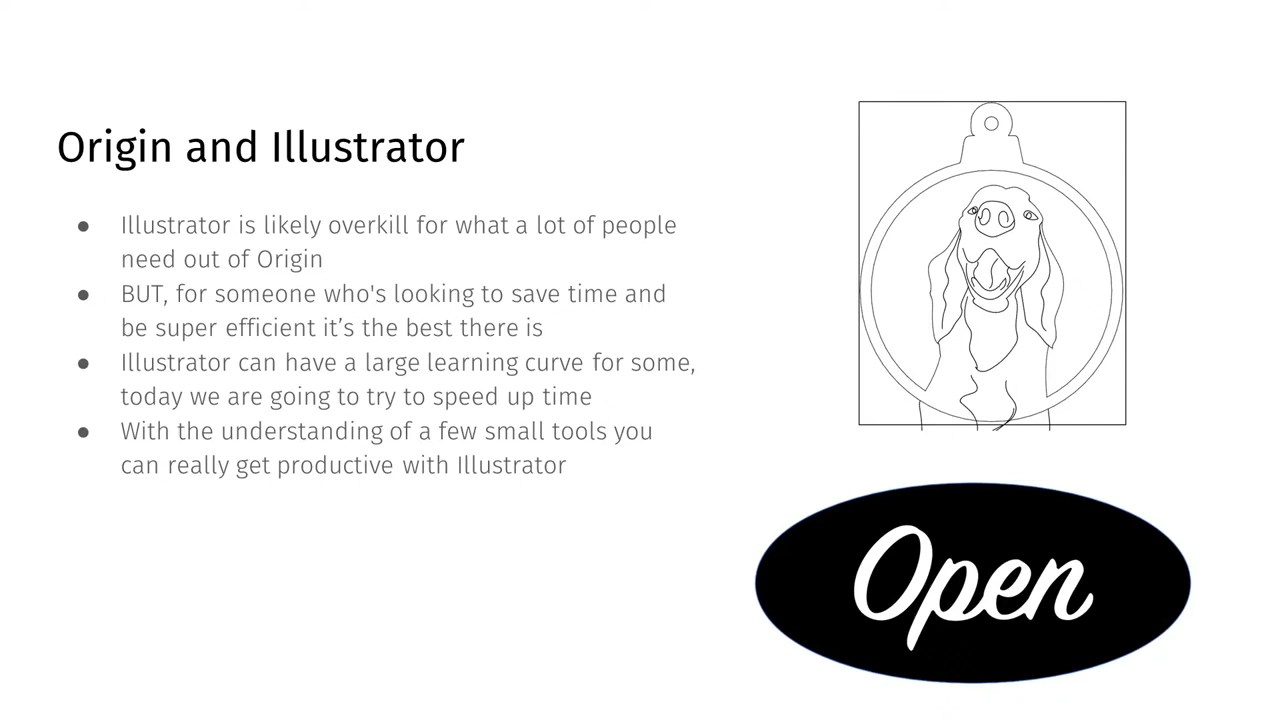 Origin and Illustrator
● Illustrator is likely overkill for what a lot of people
need out of Origin
● BUT, for someone who's looking to save time and
be super efficient it’s the best there is
● Illustrator can have a large learning curve for some,
today we are going to try to speed up time
● With the understanding of a few small tools you
can really get productive with Illustrator
Open